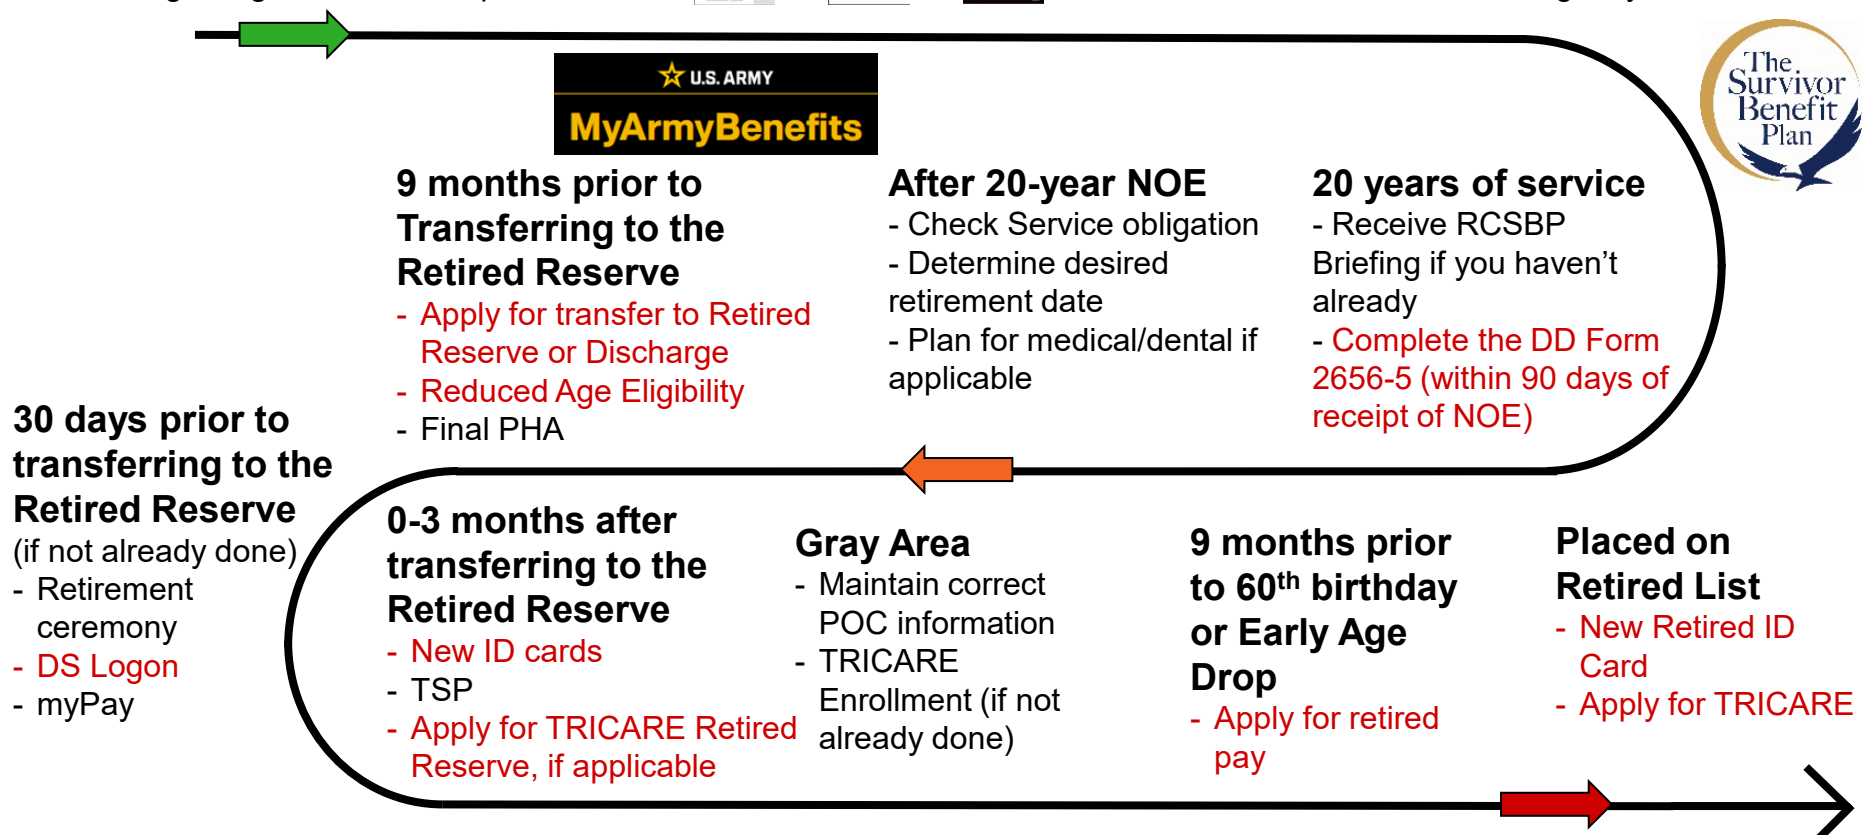 U.S. ARMY
MyArmyBenefits
The
Survivor
Benefit
Plan
20 years of service
- Receive RCSBP
Briefing if you haven’t
already
- Complete the DD Form
2656-5 (within 90 days of
receipt of NOE)
After 20-year NOE
- Check Service obligation
- Determine desired
retirement date
- Plan for medical/dental if
applicable
9 months prior to
Transferring to the
Retired Reserve
- Apply for transfer to Retired
Reserve or Discharge
- Reduced Age Eligibility
- Final PHA
30 days prior to
transferring to the
Retired Reserve
(if not already done)
- Retirement
ceremony
- DS Logon
- myPay
0-3 months after
transferring to the
Retired Reserve
- New ID cards
- TSP
- Apply for TRICARE Retired
Reserve, if applicable
Gray Area
- Maintain correct
POC information
- TRICARE
Enrollment (if not
already done)
9 months prior
to 60th birthday
or Early Age
Drop
- Apply for retired
pay
Placed on
Retired List
- New Retired ID
Card
- Apply for TRICARE